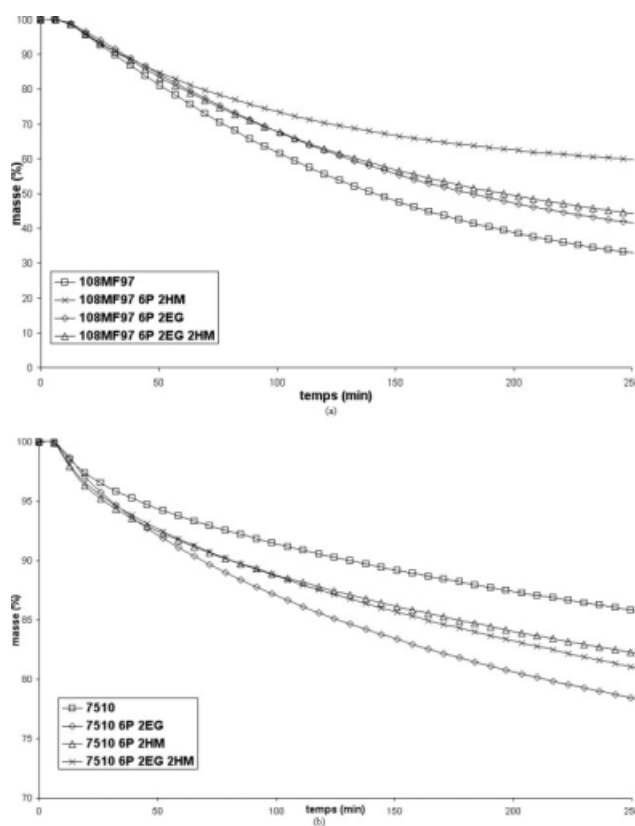 100
90
80
70
60
50
40
30
20
10
0
masse (%)
108MF97
108MF97 6P 2HM
108MF97 6P 2EG
108MF97 6P 2EG 2HM
0 50 100 150 200 250
temps (min)
(a)
100
95
90
85
80
75
70
masse (%)
7510
7510 6P 2EG
7510 6P 2HM
7510 6P 2EG 2HM
0 50 100 150 200 250
temps (min)
(b)